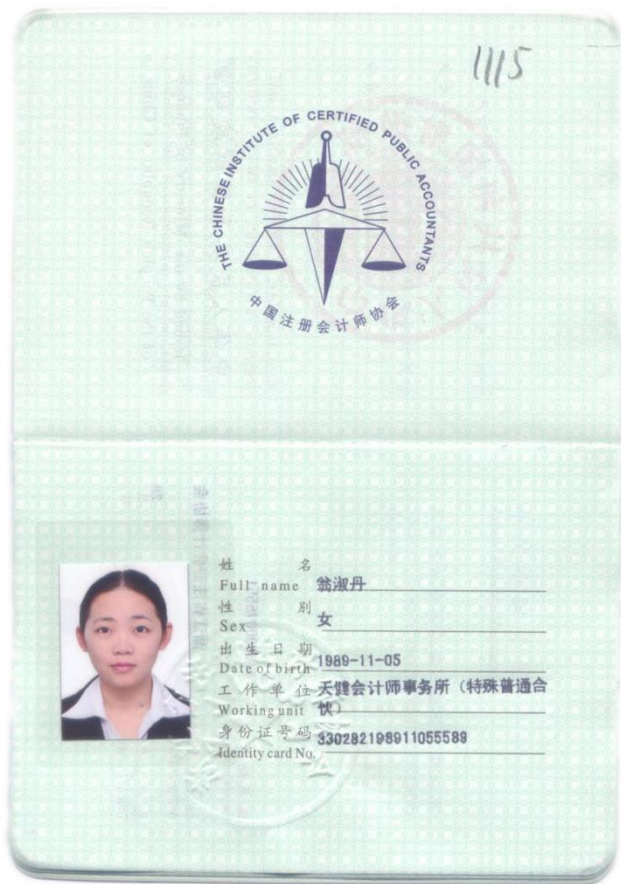 1115
THE CHINESE INSTITUTE OF CERTIFIED PUBLIC ACCOUNTANTS
中国注册会计师协会
姓 名
Full name 翁淑丹
性 别
Sex 女
出生日期
Date of birth 1989-11-05
工作单位 天健会计师事务所（特殊普通合
Working unit 伙）
身份证号码 330282198911055589
Identity card No.